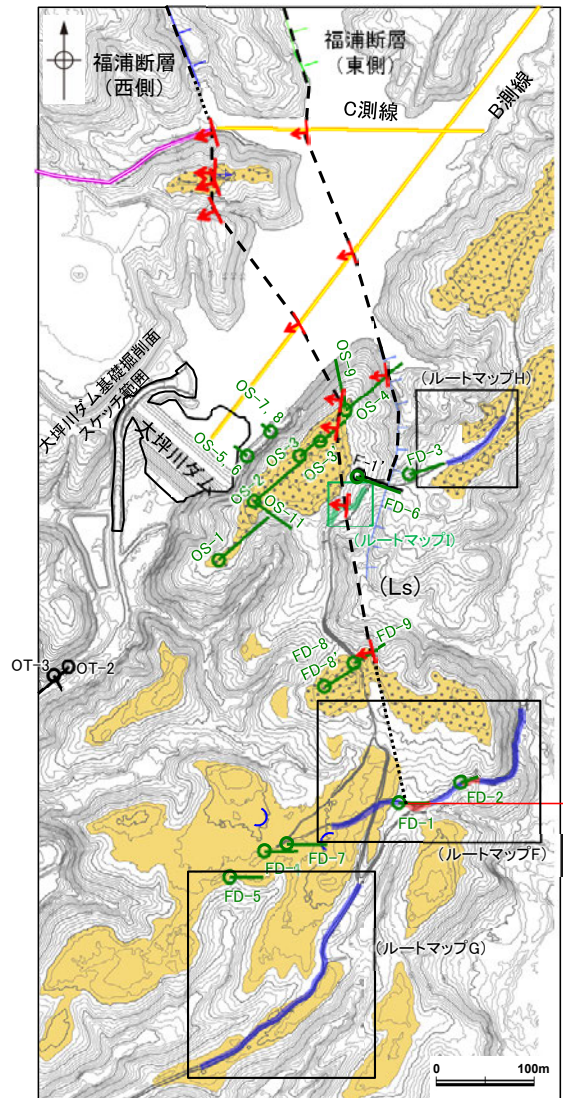 福浦断層
(西側)
福浦断層
(東側)
C測線
B測線
大坪川ダム基礎掘削面
スケッチ範囲
大坪川ダム
OS-9
OS-4
OS-7, 8
OS-5, 6
OS-3'
OS-3
OS-2
OS-11
OS-1
(ルートマップH)
FD-3
F-1'
FD-6
(ルートマップI)
(Ls)
FD-9
FD-8
FD-8'
OT-3
OT-2
FD-2
FD-1
(ルートマップF)
FD-7
FD-4
FD-5
(ルートマップG)
0
100m